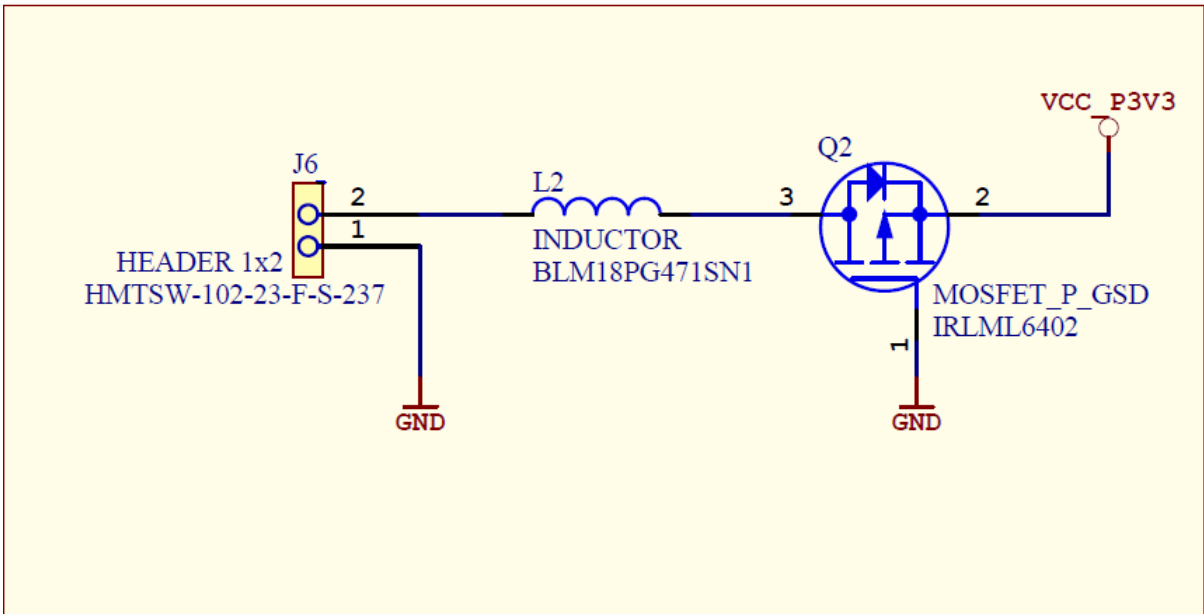 VCC_P3V3
Q2
J6
L2
2
3
2
1
INDUCTOR
HEADER 1x2
BLM18PG471SN1
HMTSW-102-23-F-S-237
MOSFET_P_GSD
IRLML6402
1
GND
GND